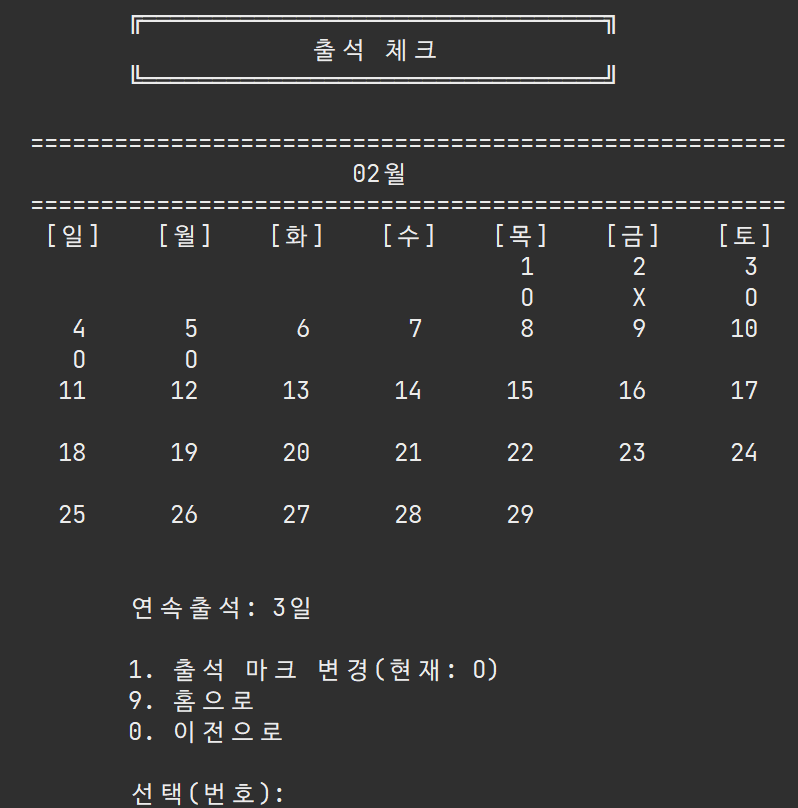 출석 체크
======================================================
02월
======================================================
[일] [월] [화] [수] [목] [금] [토]
1 2 3
O X O
4 5 6 7 8 9 10
O O
11 12 13 14 15 16 17
18 19 20 21 22 23 24
25 26 27 28 29
연속출석: 3일
1. 출석 마크 변경(현재: O)
9. 홈으로
0. 이전으로
선택(번호):